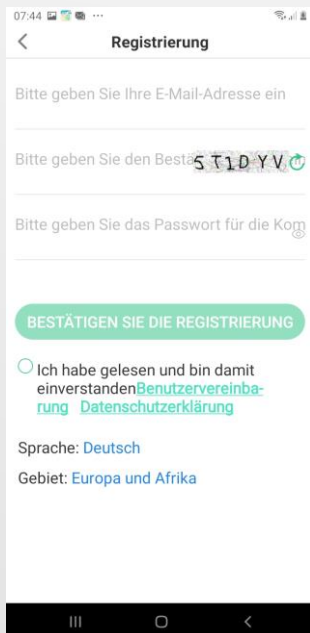 07:44
Registrierung
Bitte geben Sie Ihre E-Mail-Adresse ein
Bitte geben Sie den Bestä
5 T1D Y V
Bitte geben Sie das Passwort für die Kom
BESTÄTIGEN SIE DIE REGISTRIERUNG
Ich habe gelesen und bin damit
einverstandenBenutzervereinba-
rung Datenschutzerklärung
Sprache: Deutsch
Gebiet: Europa und Afrika